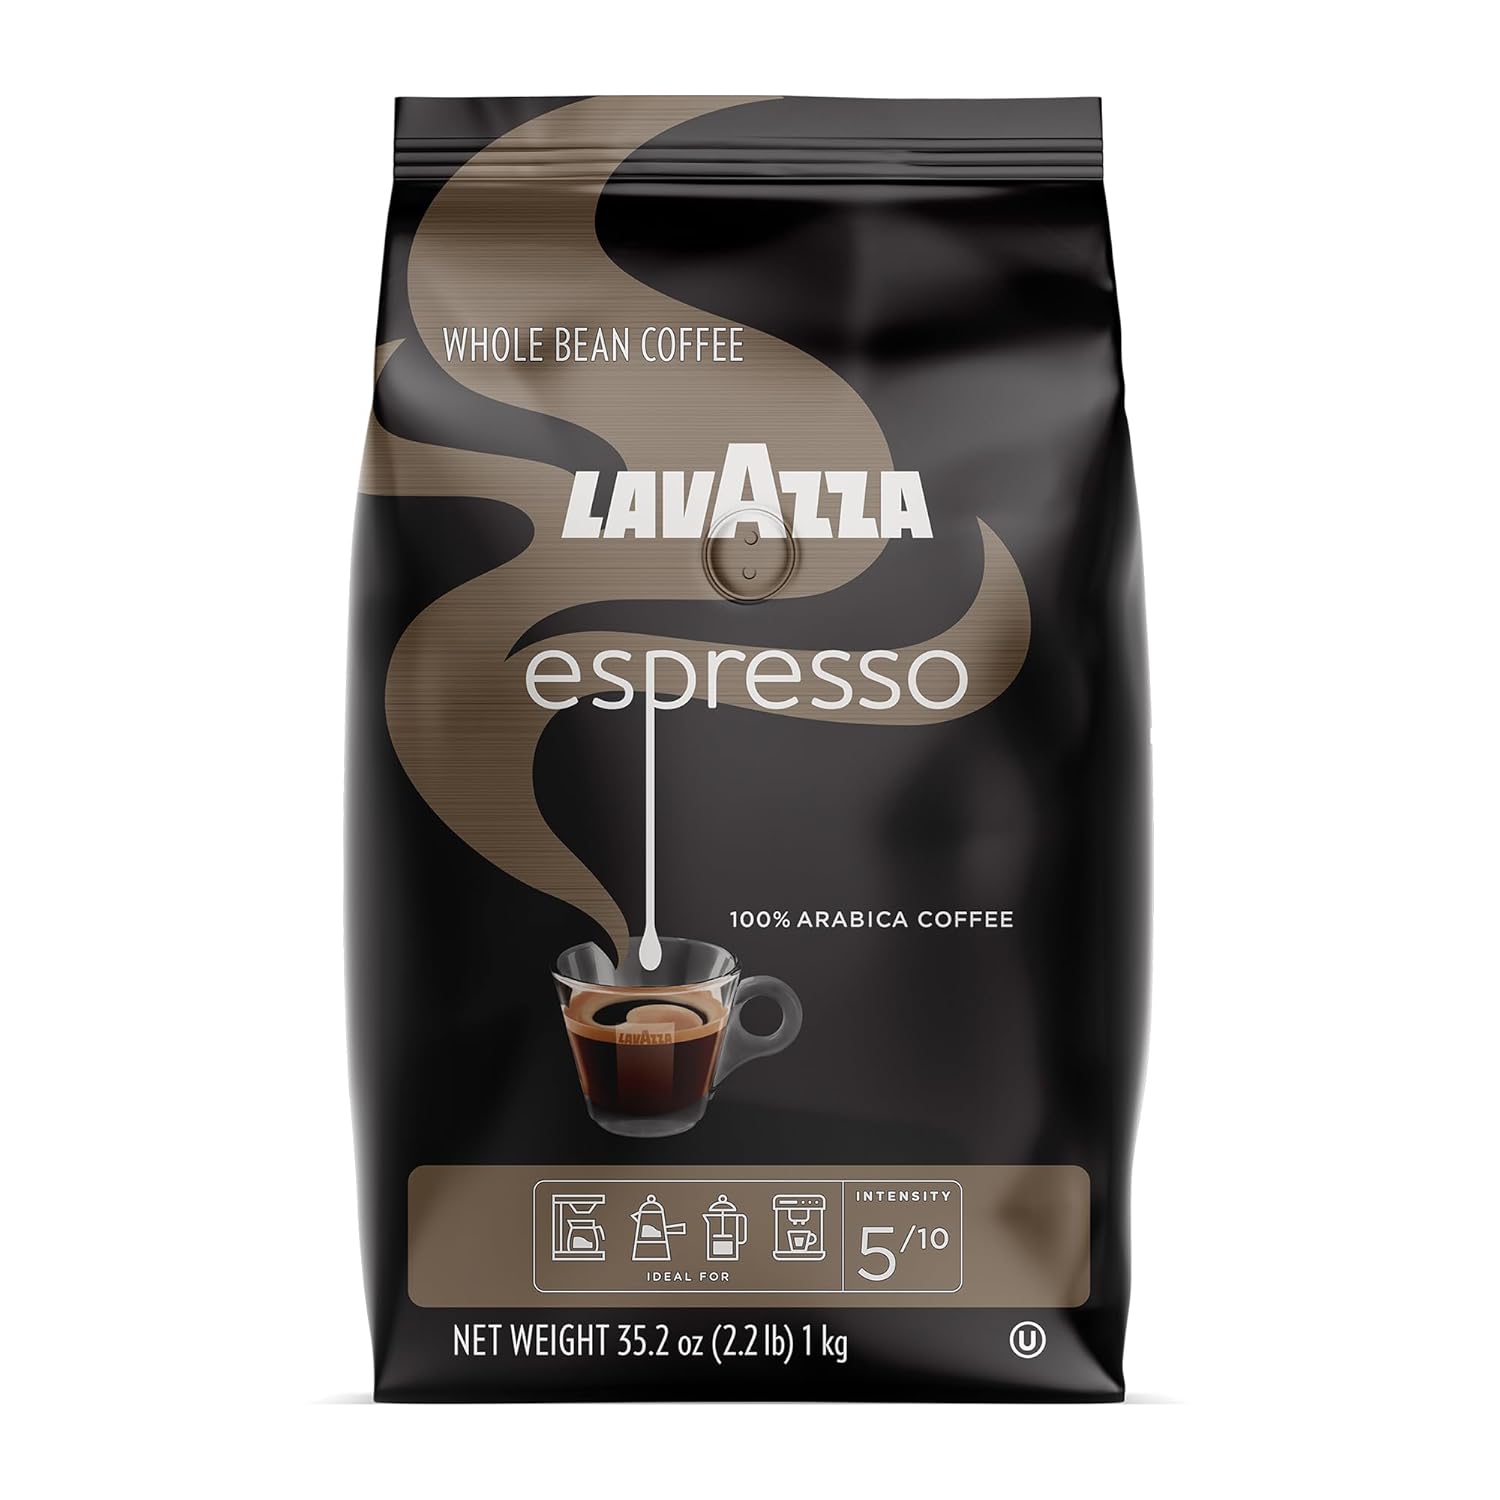 WHOLE BEAN COFFEE
LAVAZZA
espresso
100% ARABICA COFFEE
LAVAZZA
INTENSITY
5/10
IDEAL FOR
NET WEIGHT 35.2 oz (2.2 lb) 1 kg
U